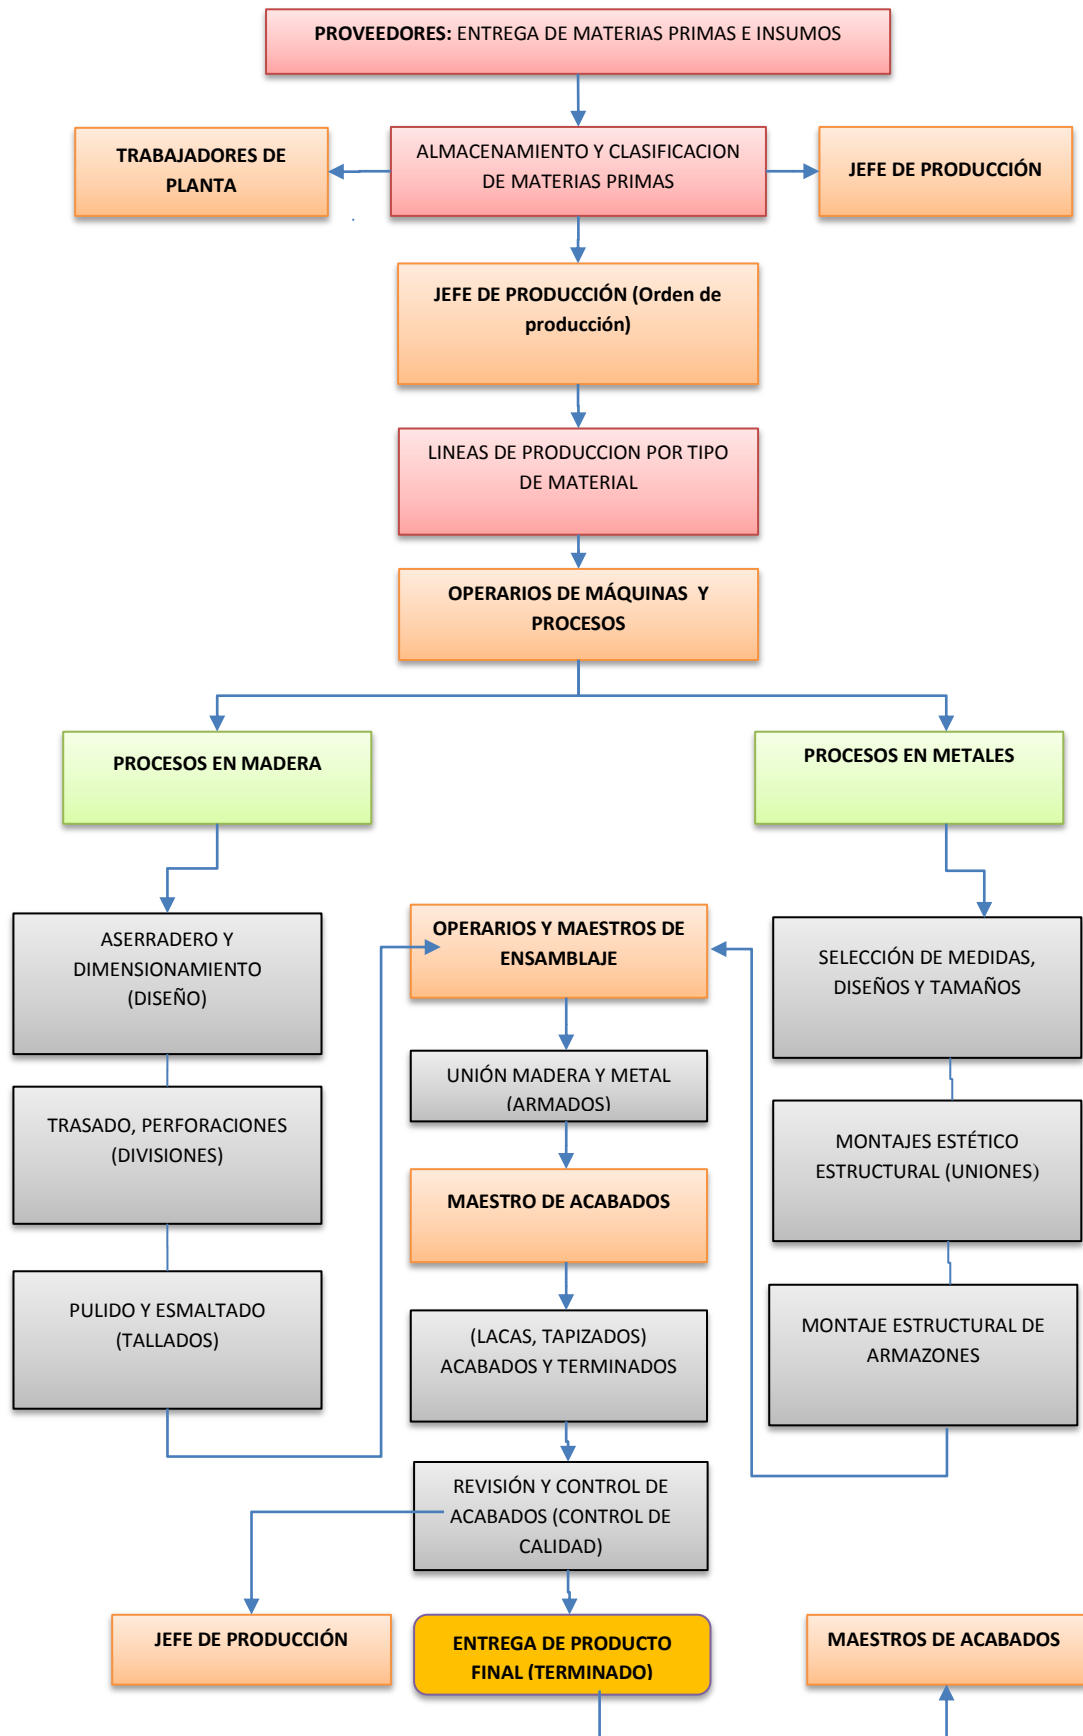 PROVEEDORES: ENTREGA DE MATERIAS PRIMAS E INSUMOS
TRABAJADORES DE
PLANTA
ALMACENAMIENTO Y CLASIFICACION
DE MATERIAS PRIMAS
JEFE DE PRODUCCIÓN
JEFE DE PRODUCCIÓN (Orden de
producción)
LINEAS DE PRODUCCION POR TIPO
DE MATERIAL
OPERARIOS DE MÁQUINAS Y
PROCESOS
PROCESOS EN MADERA
PROCESOS EN METALES
ASERRADERO Y
DIMENSIONAMIENTO
(DISEÑO)
TRASADO, PERFORACIONES
(DIVISIONES)
PULIDO Y ESMALTADO
(TALLADOS)
OPERARIOS Y MAESTROS DE
ENSAMBLAJE
UNIÓN MADERA Y METAL
(ARMADOS)
MAESTRO DE ACABADOS
(LACAS, TAPIZADOS)
ACABADOS Y TERMINADOS
REVISIÓN Y CONTROL DE
ACABADOS (CONTROL DE
CALIDAD)
SELECCIÓN DE MEDIDAS,
DISEÑOS Y TAMAÑOS
MONTAJES ESTÉTICO
ESTRUCTURAL (UNIONES)
MONTAJE ESTRUCTURAL DE
ARMAZONES
JEFE DE PRODUCCIÓN
ENTREGA DE PRODUCTO
FINAL (TERMINADO)
MAESTROS DE ACABADOS